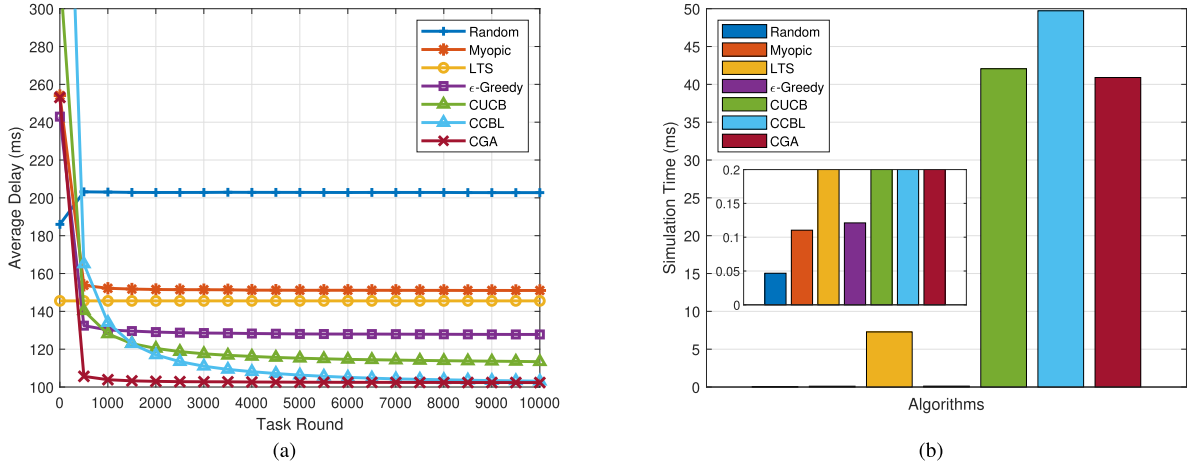 300
280
260
240
220
200
180
160
140
120
100
Average Delay (ms)
0 1000 2000 3000 4000 5000 6000 7000 8000 9000 10000
Task Round
Random
Myopic
LTS
ϵ-Greedy
CUCB
CCBL
CGA
(a)
50
45
40
35
30
25
20
15
10
5
0
Simulation Time (ms)
Random
Myopic
LTS
ϵ-Greedy
CUCB
CCBL
CGA
0.2
0.15
0.1
0.05
0
Algorithms
(b)